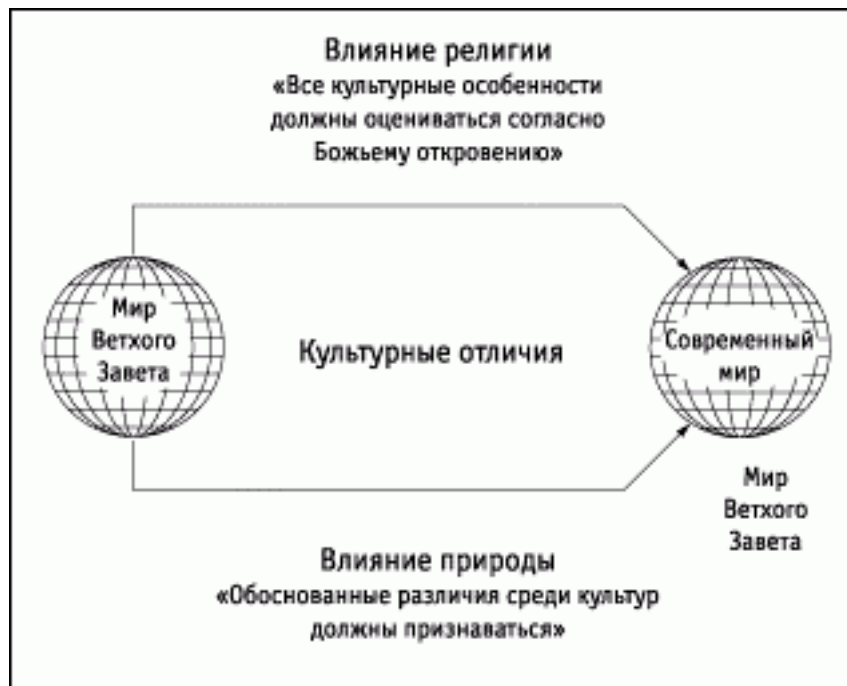 Влияние религии
«Все культурные особенности
должны оцениваться согласно
Божьему откровению»
Мир
Ветхого
Завета
Культурные отличия
Современный
мир
Мир
Ветхого
Завета
Влияние природы
«Обоснованные различия среди культур
должны признаваться»